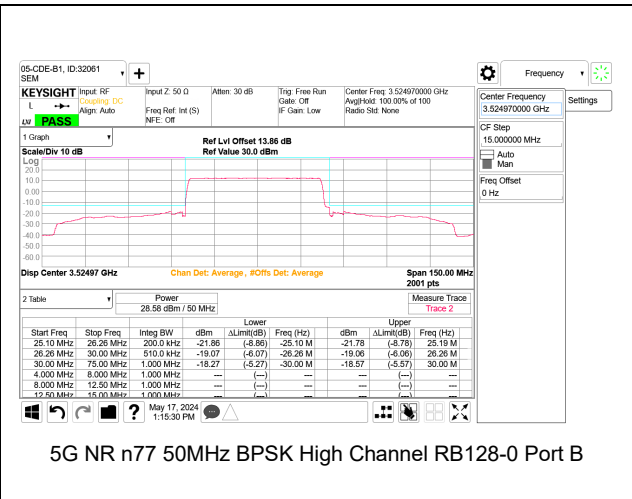 05-CDE-B1, ID:32061
SEM
Frequency
KEYSIGHT Input: RF Input Z: 50 Ω Atten: 30 dB Trig: Free Run Center Freq: 3.524970000 GHz
Coupling: DC Gate: Off Avg|Hold: 100.00% of 100
L Align: Auto Freq Ref: Int (S) IF Gain: Low Radio Std: None
PASS NFE: Off
Center Frequency
3.524970000 GHz
Settings
CF Step
15.000000 MHz
Auto
Man
Freq Offset
0 Hz
1 Graph
Ref Lvl Offset 13.86 dB
Scale/Div 10 dB Ref Value 30.0 dBm
Log
20.0
10.0
0.00
-10.0
-20.0
-30.0
-40.0
-50.0
-60.0
Disp Center 3.52497 GHz Chan Det: Average , #Offs Det: Average Span 150.00 MHz
2001 pts
2 Table Power Measure Trace
28.58 dBm / 50 MHz Trace 2
Lower Upper
Start Freq Stop Freq Integ BW dBm ΔLimit(dB) Freq (Hz) dBm ΔLimit(dB) Freq (Hz)
25.10 MHz 26.26 MHz 200.0 kHz -21.86 (-8.86) -25.10 M -21.78 (-8.78) 25.19 M
26.26 MHz 30.00 MHz 510.0 kHz -19.07 (-6.07) -26.26 M -19.06 (-6.06) 26.26 M
30.00 MHz 75.00 MHz 1.000 MHz -18.27 (-5.27) -30.00 M -18.57 (-5.57) 30.00 M
4.000 MHz 8.000 MHz 1.000 MHz --- (---) --- --- (---) ---
8.000 MHz 12.50 MHz 1.000 MHz --- (---) --- --- (---) ---
12.50 MHz 15.00 MHz 1.000 MHz --- (---) --- --- (---) ---
May 17, 2024
1:15:30 PM
5G NR n77 50MHz BPSK High Channel RB128-0 Port B